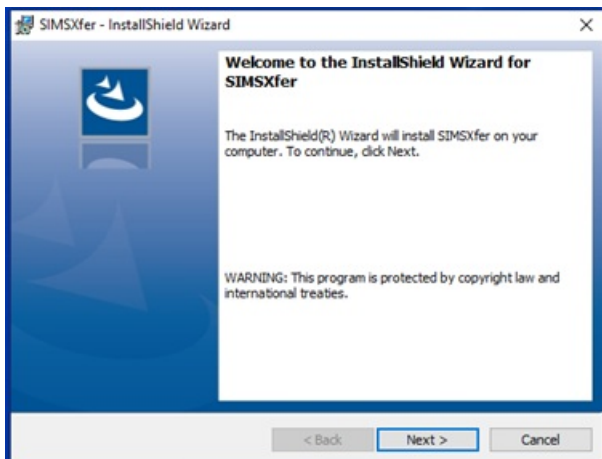 SIMSXfer - InstallShield Wizard
Welcome to the InstallShield Wizard for
SIMSXfer
The InstallShield(R) Wizard will install SIMSXfer on your
computer. To continue, click Next.
WARNING: This program is protected by copyright law and
international treaties.
< Back Next > Cancel